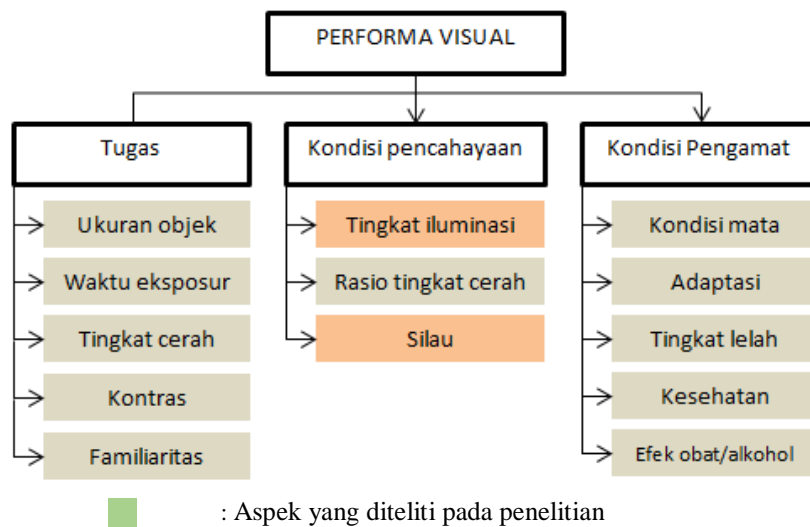 PERFORMA VISUAL
Tugas
Ukuran objek
Waktu eksposur
Tingkat cerah
Kontras
Familiaritas
Kondisi pencahayaan
Tingkat iluminasi
Rasio tingkat cerah
Silau
Kondisi Pengamat
Kondisi mata
Adaptasi
Tingkat lelah
Kesehatan
Efek obat/alkohol
: Aspek yang diteliti pada penelitian